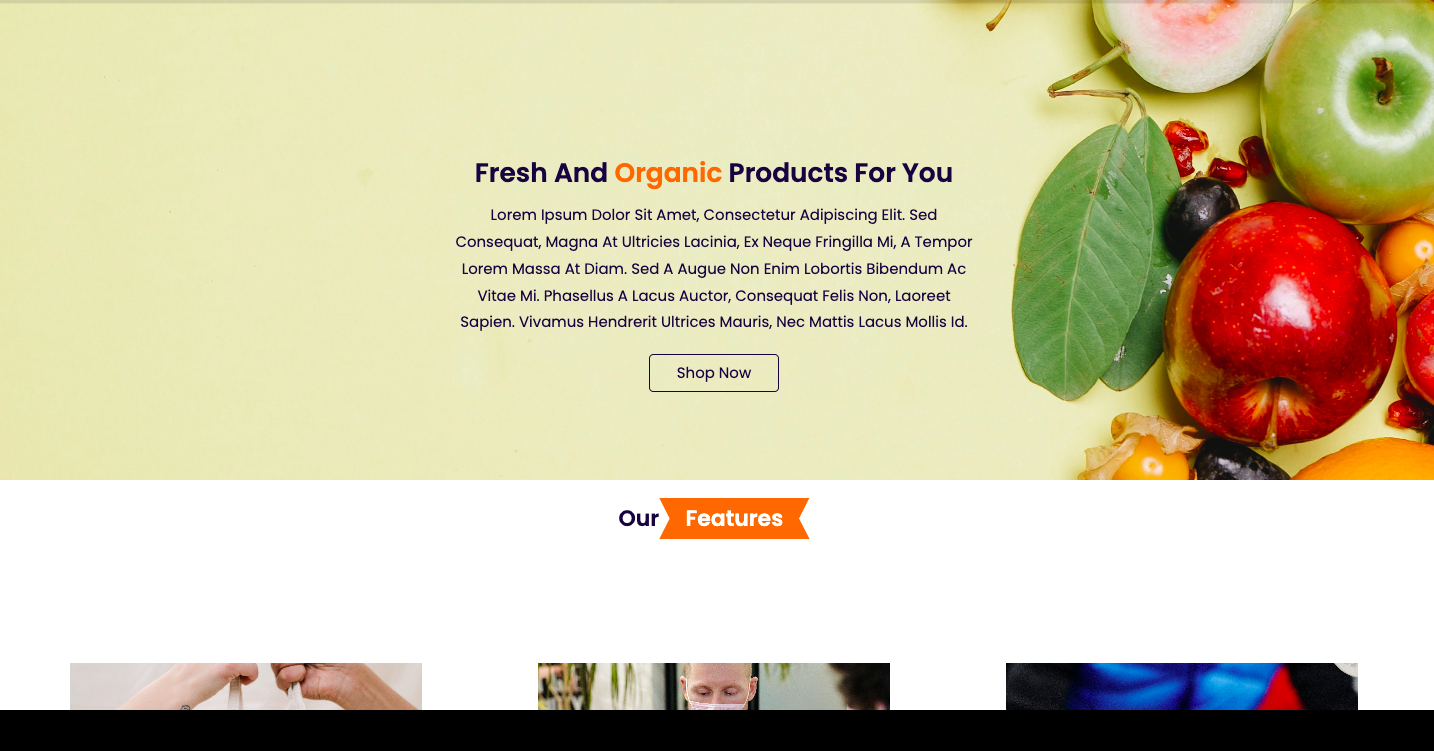 Fresh And Organic Products For You
Lorem Ipsum Dolor Sit Amet, Consectetur Adipiscing Elit. Sed
Consequat, Magna At Ultricies Lacinia, Ex Neque Fringilla Mi, A Tempor
Lorem Massa At Diam. Sed A Augue Non Enim Lobortis Bibendum Ac
Vitae Mi. Phasellus A Lacus Auctor, Consequat Felis Non, Laoreet
Sapien. Vivamus Hendrerit Ultrices Mauris, Nec Mattis Lacus Mollis Id.
Shop Now
Our Features